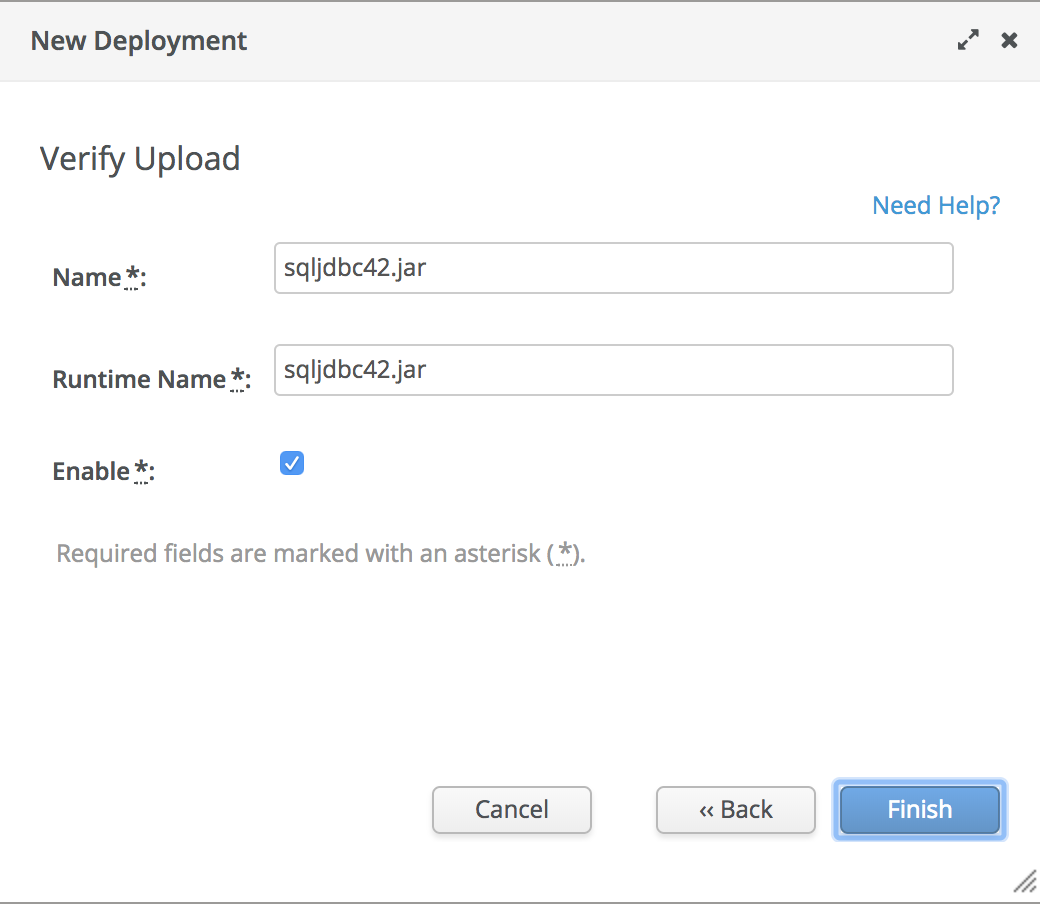 New Deployment
Verify Upload
Need Help?
Name *: sqljdbc42.jar
Runtime Name *: sqljdbc42.jar
Enable *:
Required fields are marked with an asterisk ( *).
Cancel ‹‹ Back Finish